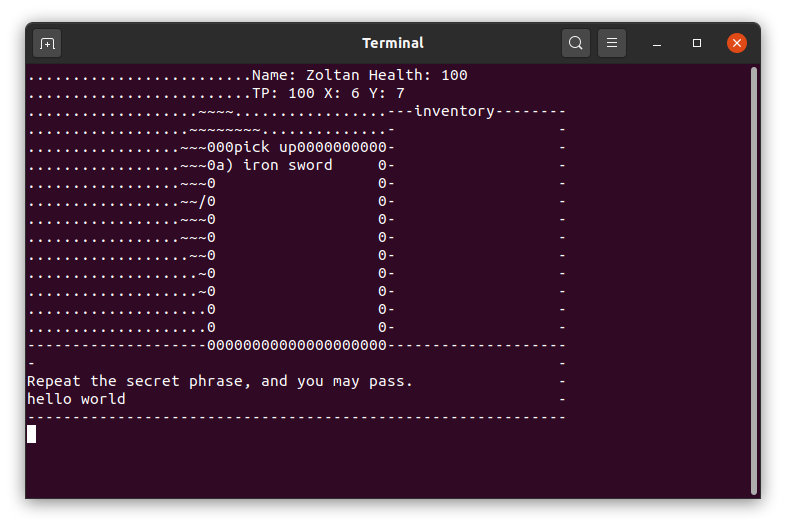 Terminal
.........................Name: Zoltan Health: 100
.........................TP: 100 X: 6 Y: 7
...................~~~~.................---inventory--------
..................~~~~~~~~..............-                  -
.................~~~000pick up0000000000-                  -
.................~~~0a) iron sword     0-                  -
.................~~~0                  0-                  -
.................~~/0                  0-                  -
.................~~~0                  0-                  -
.................~~~0                  0-                  -
..................~~0                  0-                  -
...................~0                  0-                  -
...................~0                  0-                  -
....................0                  0-                  -
....................0                  0-                  -
--------------------00000000000000000000--------------------
-                                                          -
Repeat the secret phrase, and you may pass.                -
hello world                                                -
------------------------------------------------------------